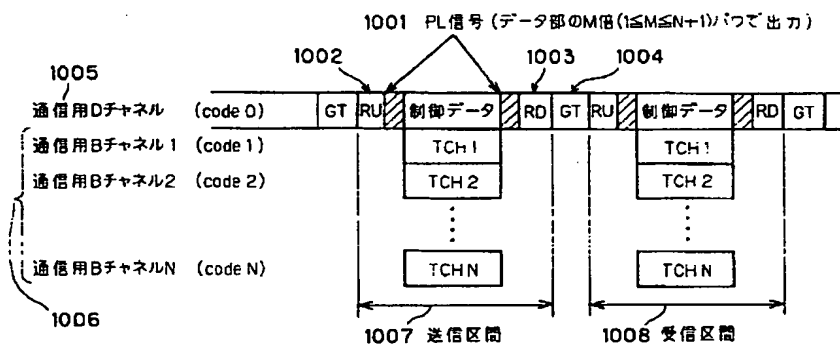 1001 PL信号 (データ部のM倍(1≦M≦N+1)パワで出力)
1002 1003 1004
1005
通信用Dチャネル (code 0) GT RU 制御データ RD GT RU 制御データ RD GT
通信用Bチャネル1 (code 1) TCH 1 TCH 1
通信用Bチャネル2 (code 2) TCH 2 TCH 2
通信用BチャネルN (code N) TCH N TCH N
1006
1007 送信区間 1008 受信区間